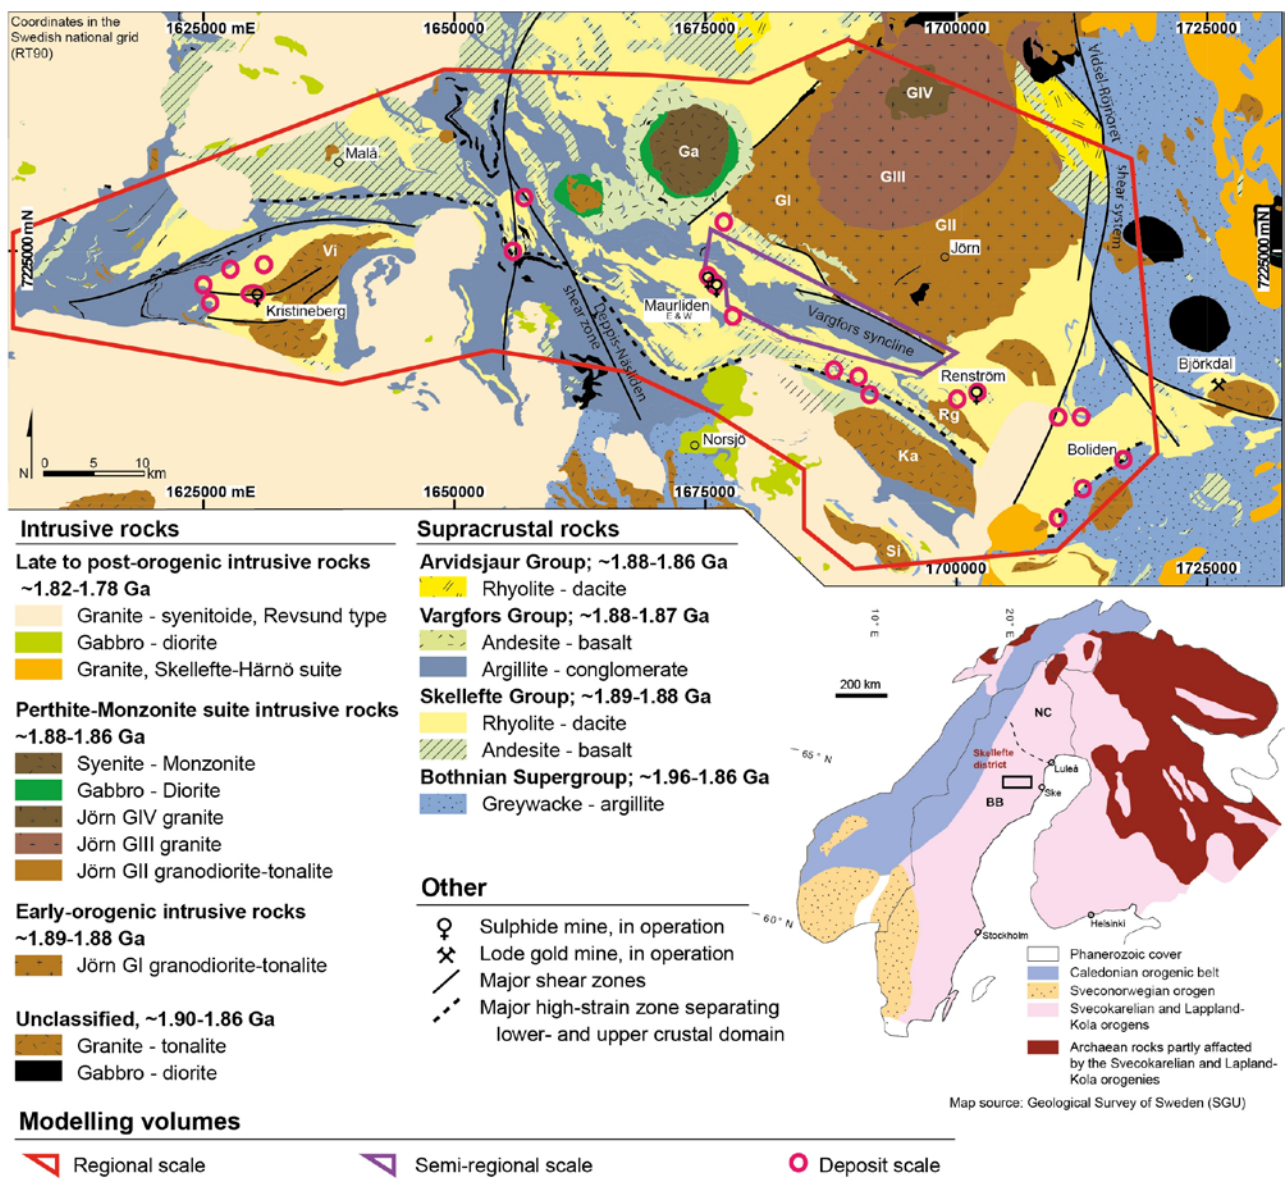 Coordinates in the
Swedish national grid
(RT90)
1625000 mE
1650000
1675000
1700000
1725000
7225000 mN
7225000 mN
Malå
Vi
Kristineberg
Ga
GIV
GIII
GI
GII
Jörn
Vidsel-Röjnoret
shear system
Maurliden
E & W
Vargfors syncline
Deppis-Näsliden
shear zone
Renström
Rg
Björkdal
Boliden
Norsjö
Ka
Si
N
0 5 10
km
1625000 mE
1650000
1675000
1700000
1725000
Intrusive rocks
Late to post-orogenic intrusive rocks
~1.82-1.78 Ga
Granite - syenitoide, Revsund type
Gabbro - diorite
Granite, Skellefte-Härnö suite
Perthite-Monzonite suite intrusive rocks
~1.88-1.86 Ga
Syenite - Monzonite
Gabbro - Diorite
Jörn GIV granite
Jörn GIII granite
Jörn GII granodiorite-tonalite
Early-orogenic intrusive rocks
~1.89-1.88 Ga
Jörn GI granodiorite-tonalite
Unclassified, ~1.90-1.86 Ga
Granite - tonalite
Gabbro - diorite
Supracrustal rocks
Arvidsjaur Group; ~1.88-1.86 Ga
Rhyolite - dacite
Vargfors Group; ~1.88-1.87 Ga
Andesite - basalt
Argillite - conglomerate
Skellefte Group; ~1.89-1.88 Ga
Rhyolite - dacite
Andesite - basalt
Bothnian Supergroup; ~1.96-1.86 Ga
Greywacke - argillite
Other
Sulphide mine, in operation
Lode gold mine, in operation
Major shear zones
Major high-strain zone separating
lower- and upper crustal domain
10° E
20° E
200 km
65° N
60° N
NC
Skellefte
district
Luleå
Ske
BB
Stockholm
Helsinki
Phanerozoic cover
Caledonian orogenic belt
Sveconorwegian orogen
Svecokarelian and Lappland-
Kola orogens
Archaean rocks partly affected
by the Svecokarelian and Lapland-
Kola orogenies
Map source: Geological Survey of Sweden (SGU)
Modelling volumes
Regional scale
Semi-regional scale
Deposit scale